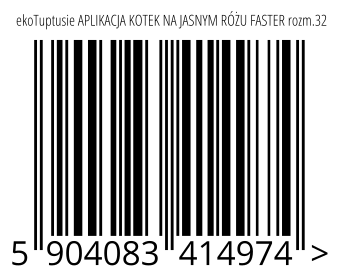 ekoTuptusie APLIKACJA KOTEK NA JASNYM RÓŻU FASTER rozm.32
5 904083 414974 >